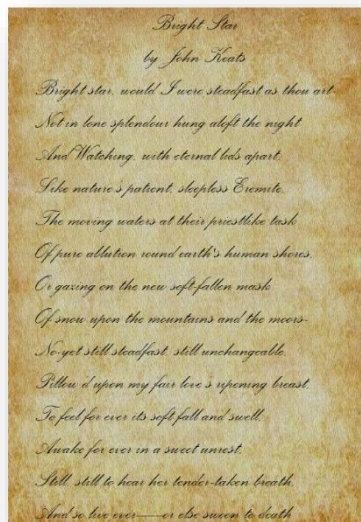 Bright Star
by John Keats
Bright star, would I were steadfast as thou art-
Not in lone splendour hung aloft the night
And Watching, with eternal lids apart,
Like nature's patient, sleepless Eremite,
The moving waters at their priestlike task
Of pure ablution round earth's human shores,
Or gazing on the new soft-fallen mask
Of snow upon the mountains and the moors-
No-yet still steadfast, still unchangeable,
Pillow'd upon my fair love's ripening breast,
To feel for ever its soft fall and swell,
Awake for ever in a sweet unrest,
Still, still to hear her tender-taken breath,
And so live ever—or else swoon to death